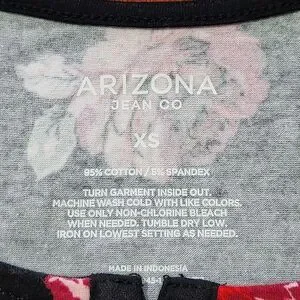 ARIZONA
JEAN CO
XS
95% COTTON / 5% SPANDEX
TURN GARMENT INSIDE OUT.
MACHINE WASH COLD WITH LIKE COLORS.
USE ONLY NON-CHLORINE BLEACH
WHEN NEEDED. TUMBLE DRY LOW.
IRON ON LOWEST SETTING AS NEEDED.
MADE IN INDONESIA